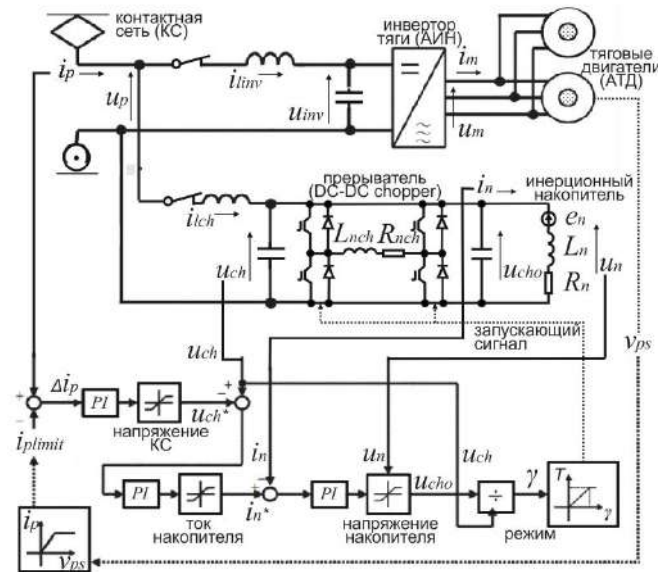 контактная
сеть (КС)
инвертор
тяги (АИН)
тяговые
двигатели
(АТД)
i_p
i_linv
i_m
u_p
u_inv
u_m
прерыватель
(DC-DC chopper)
i_n
инерционный
накопитель
i_lch
L_nch R_nch
e_n
L_n
R_n
u_ch
u_cho
u_n
запускающий
сигнал
v_ps
u_ch
Δi_p
PI
u_ch*
напряжение
КС
i_plimit
i_n
u_n
u_ch
PI
ток
накопителя
i_n*
PI
напряжение
накопителя
u_cho
÷
γ
режим
T
γ
i_p
v_ps